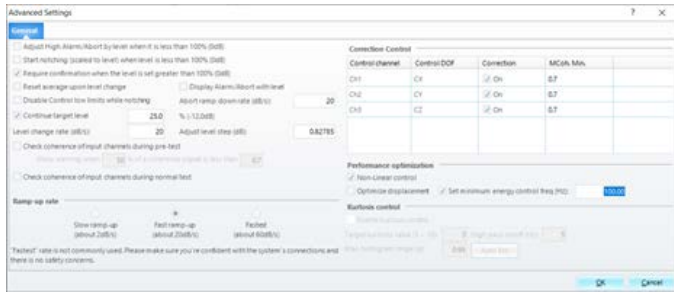 Advanced Settings
General
Adjust High Alarm/Abort by level when it is less than 100% (0dB)
Start notching (scaled to level) when level is less than 100% (0dB)
Require confirmation when the level is set greater than 100% (0dB)
Reset average upon level change
Display Alarm/Abort with level
Disable Control low limits while notching
Abort ramp down rate (dB/s)
20
Continue target level
25.0
% (-12.0dB)
Level change rate (dB/s)
20
Adjust level step (dB)
0.82785
Check coherence of input channels during pre-test
50
Check coherence of input channels during normal test
Ramp-up rate
Slow ramp-up
(about 2dB/s)
Fast ramp-up
(about 20dB/s)
Fastest
(about 60dB/s)
"Fastest" rate is not commonly used. Please make sure you're confident with the system's connections and
there is no safety concerns.
Correction Control
Control channel Control DOF Correction MCoh. Min.
Ch1 CX On 0.7
Ch2 CY On 0.7
Ch3 CZ On 0.7
Performance optimization
Non-Linear control
Optimize displacement
Set minimum energy control freq (Hz):
100.00
Kurtosis control
OK
Cancel